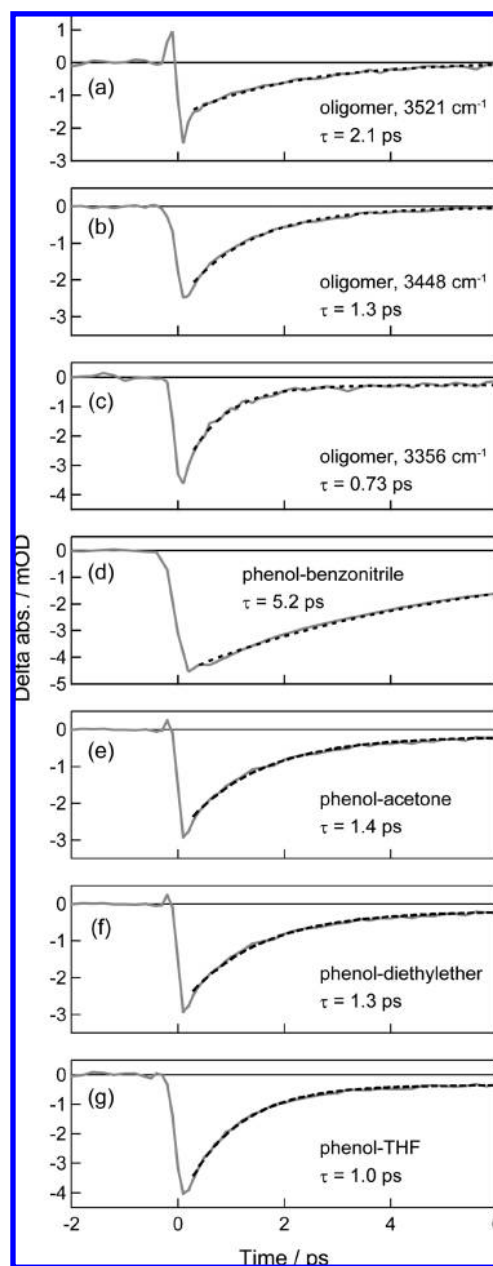 1
0
-1
-2
-3
(a)
oligomer, 3521 cm⁻¹
τ = 2.1 ps
0
-1
-2
-3
(b)
oligomer, 3448 cm⁻¹
τ = 1.3 ps
0
-1
-2
-3
-4
(c)
oligomer, 3356 cm⁻¹
τ = 0.73 ps
0
-1
-2
-3
-4
-5
(d)
phenol-benzonitrile
τ = 5.2 ps
Delta abs. / mOD
0
-1
-2
-3
(e)
phenol-acetone
τ = 1.4 ps
0
-1
-2
-3
(f)
phenol-diethylether
τ = 1.3 ps
0
-1
-2
-3
-4
(g)
phenol-THF
τ = 1.0 ps
-2 0 2 4
Time / ps